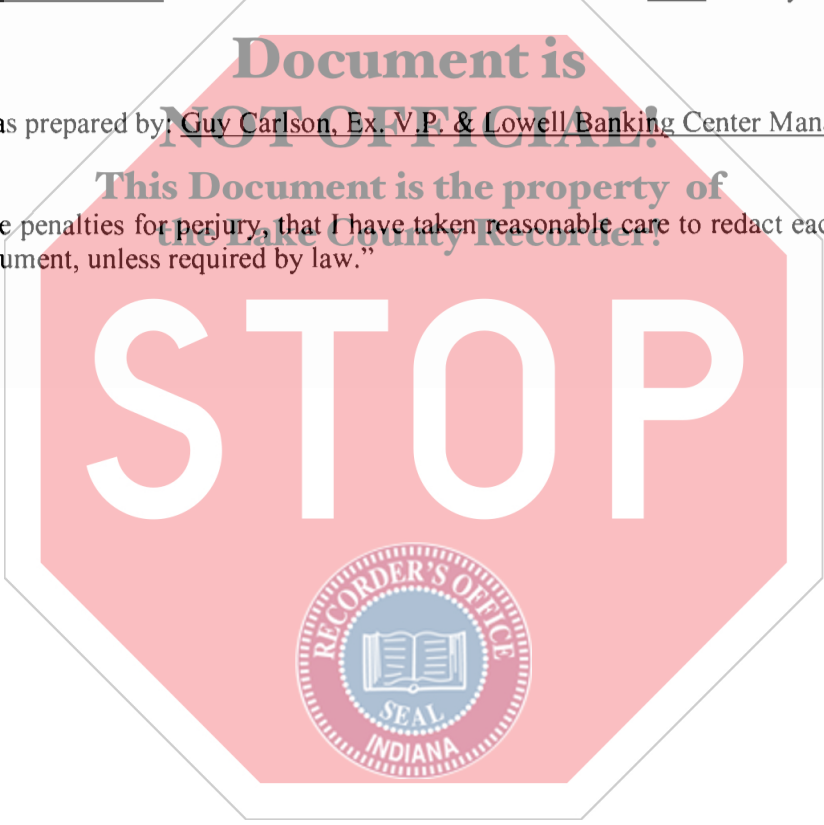 Document is
as prepared by: Guy Carlson, Ex. V.P. & Lowell Banking Center Man
NOT OFFICIAL!
This Document is the property of
e penalties for perjury, that I have taken reasonable care to redact eac
the Lake County Recorder!
ument, unless required by law.”
STOP
RECORDER'S OFFICE
SEAL
INDIANA